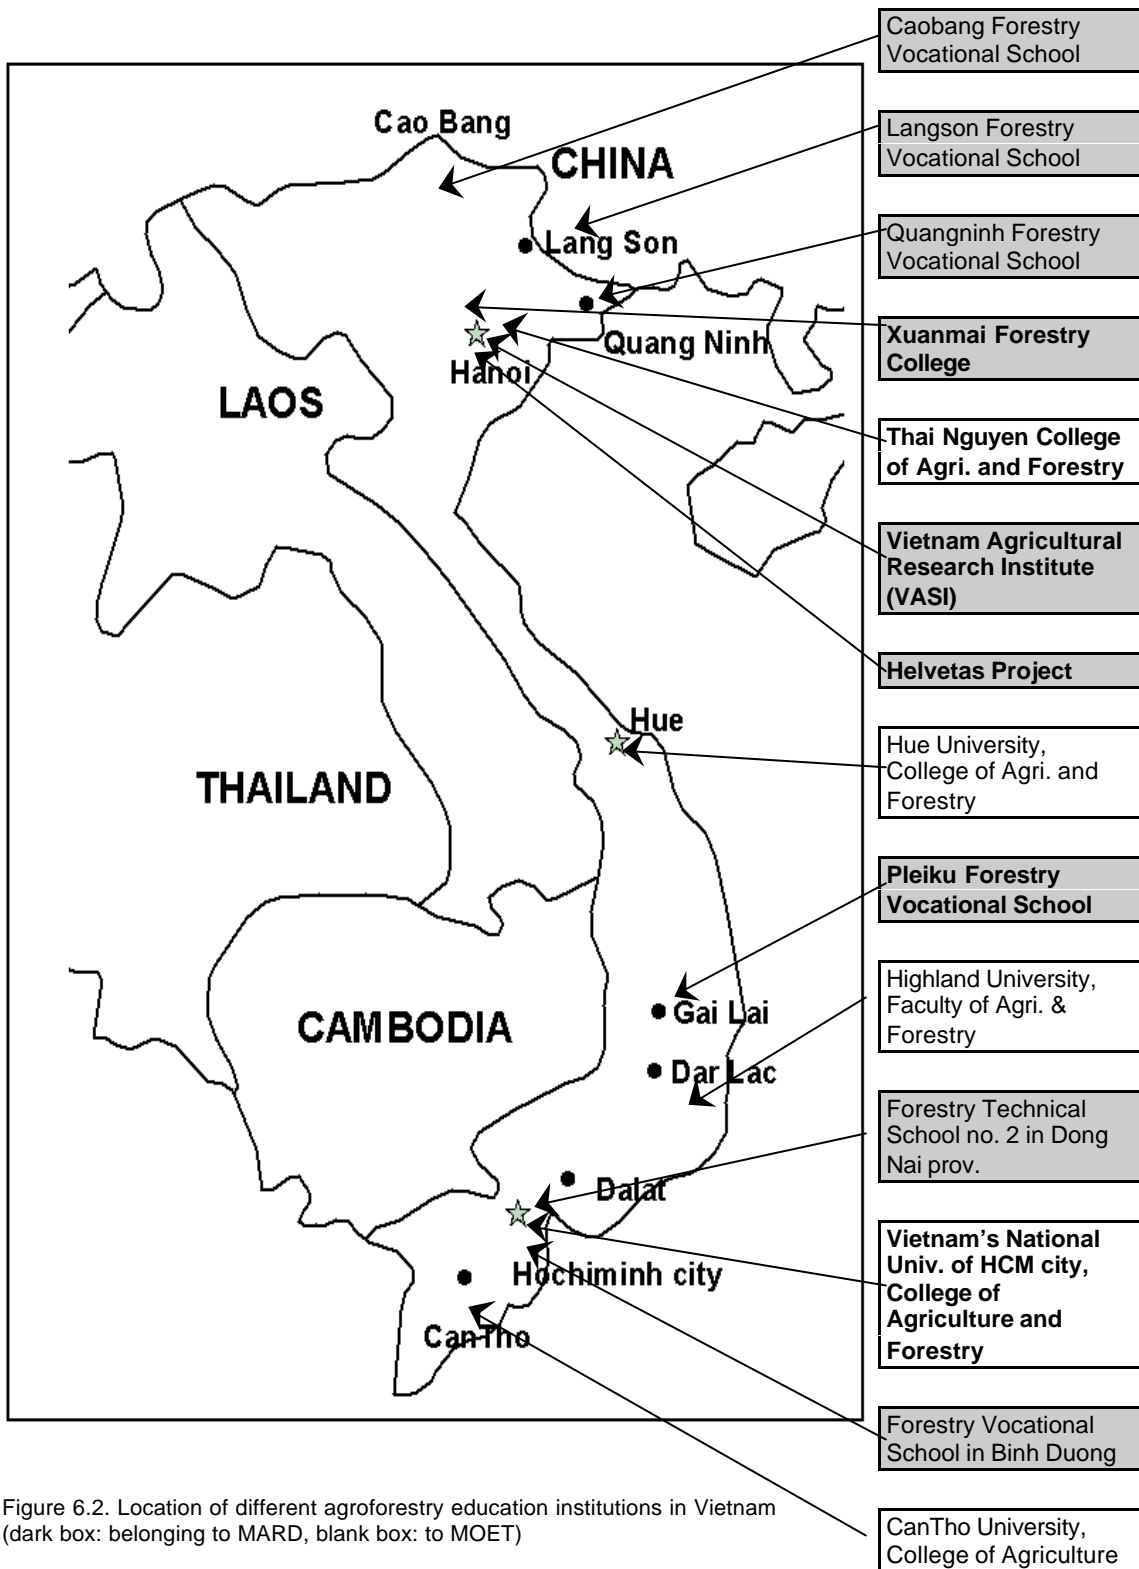 Caobang Forestry
Vocational School
Cao Bang
CHINA
Langson Forestry
Vocational School
Lang Son
Quangninh Forestry
Vocational School
Quang Ninh
Xuanmai Forestry
College
Hanoi
LAOS
Thai Nguyen College
of Agri. and Forestry
Vietnam Agricultural
Research Institute
(VASI)
Helvetas Project
Hue
Hue University,
College of Agri. and
Forestry
THAILAND
Pleiku Forestry
Vocational School
Highland University,
Faculty of Agri. &
Forestry
Gai Lai
CAMBODIA
Dar Lac
Forestry Technical
School no. 2 in Dong
Nai prov.
Dalat
Vietnam's National
Univ. of HCM city,
College of
Agriculture and
Forestry
Hochiminh city
CanTho
Forestry Vocational
School in Binh Duong
CanTho University,
College of Agriculture
Figure 6.2. Location of different agroforestry education institutions in Vietnam
(dark box: belonging to MARD, blank box: to MOET)